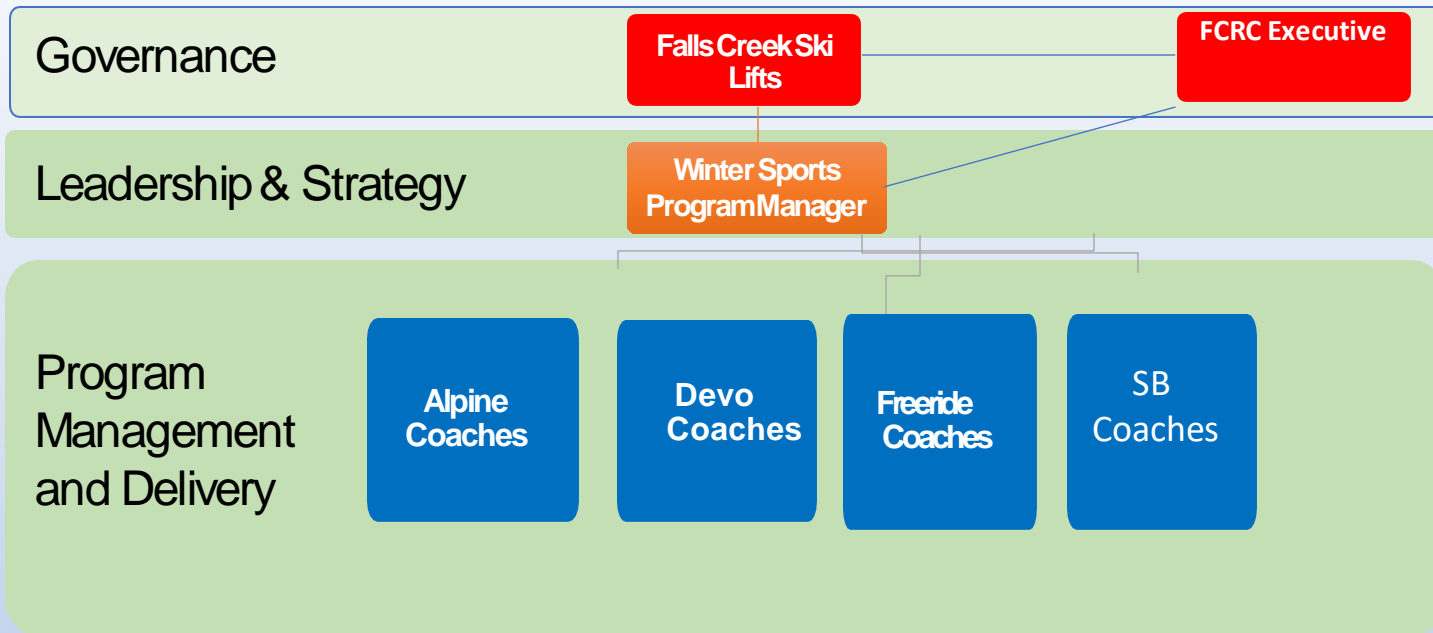 Governance
Falls Creek Ski
Lifts
FCRC Executive
Leadership & Strategy
Winter Sports
Program Manager
Program
Management
and Delivery
Alpine
Coaches
Devo
Coaches
Freeride
Coaches
SB
Coaches